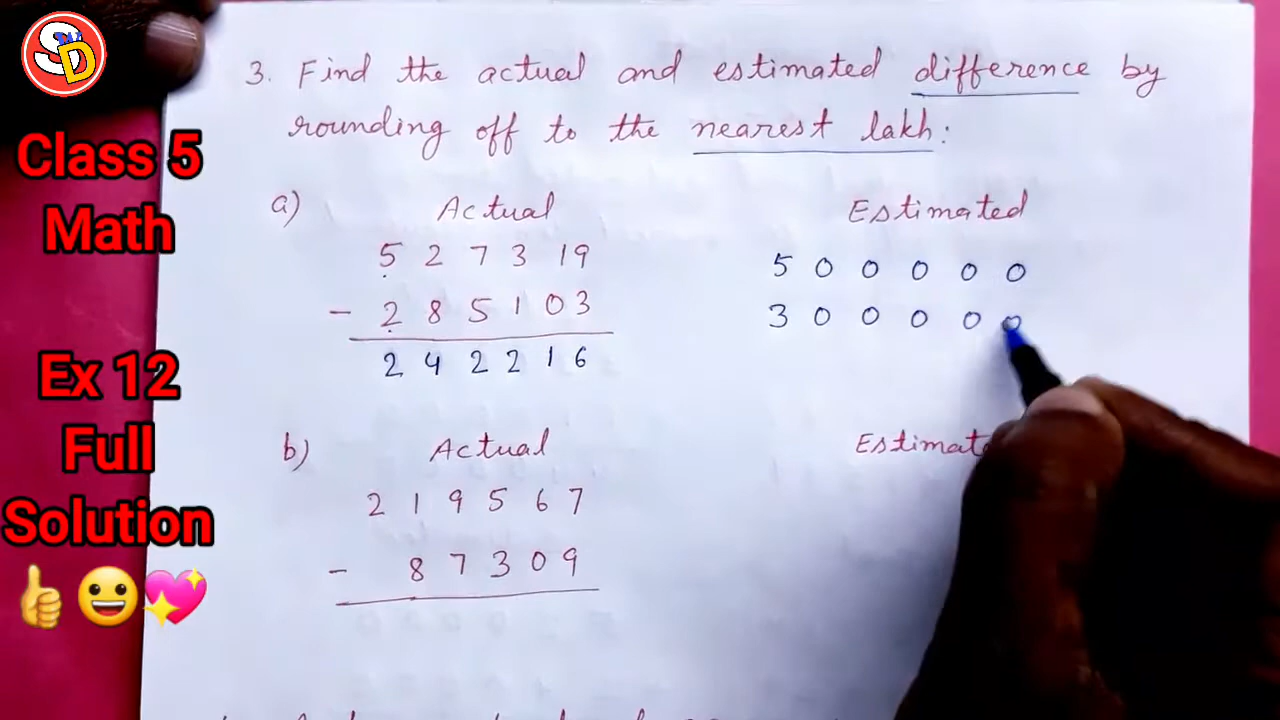 SD
Class 5
Math
Ex 12
Full
Solution
3. Find the actual and estimated difference by
rounding off to the nearest lakh:
a) Actual Estimated
5 2 7 3 1 9 5 0 0 0 0 0
- 2 8 5 1 0 3 3 0 0 0 0 0
2 4 2 2 1 6
b) Actual Estimat
2 1 9 5 6 7
- 8 7 3 0 9